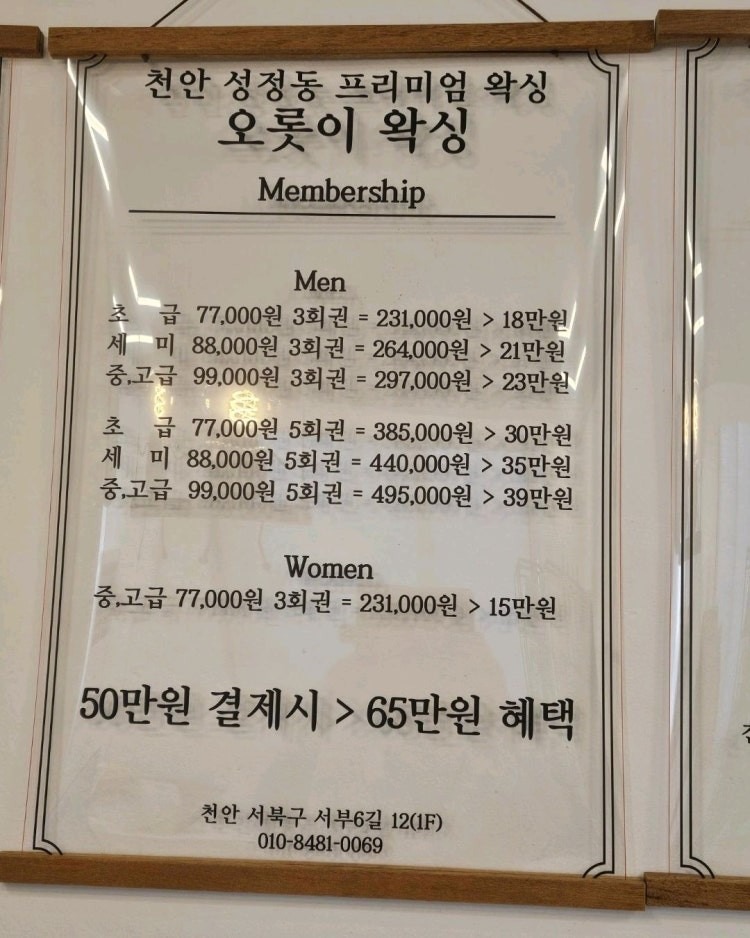 천안 성정동 프리미엄 왁싱
오롯이 왁싱
Membership
Men
초 급 77,000원 3회권 = 231,000원 > 18만원
세 미 88,000원 3회권 = 264,000원 > 21만원
중,고급 99,000원 3회권 = 297,000원 > 23만원
초 급 77,000원 5회권 = 385,000원 > 30만원
세 미 88,000원 5회권 = 440,000원 > 35만원
중,고급 99,000원 5회권 = 495,000원 > 39만원
Women
중,고급 77,000원 3회권 = 231,000원 > 15만원
50만원 결제시 > 65만원 혜택
천안 서북구 서부6길 12(1F)
010-8481-0069